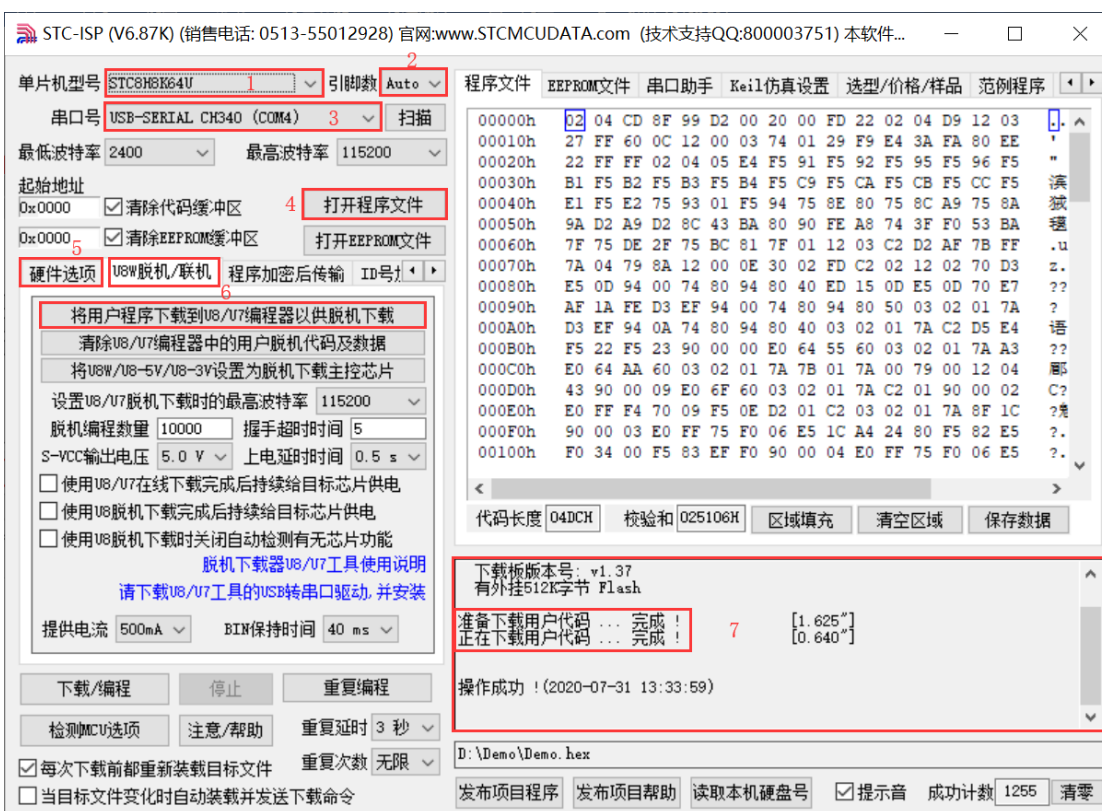 STC-ISP (V6.87K) (销售电话: 0513-55012928) 官网:www.STCMCUDATA.com (技术支持QQ:800003751) 本软件...
单片机型号 STC8H8K64U 1 引脚数 Auto 2
串口号 USB-SERIAL CH340 (COM4) 3 扫描
最低波特率 2400 最高波特率 115200
起始地址
0x0000 清除代码缓冲区 4 打开程序文件
0x0000 清除EEPROM缓冲区 打开EEPROM文件
5
硬件选项 U8W脱机/联机 程序加密后传输 ID号
6
将用户程序下载到U8/U7编程器以供脱机下载
清除U8/U7编程器中的用户脱机代码及数据
将U8W/U8-5V/U8-3V设置为脱机下载主控芯片
设置U8/U7脱机下载时的最高波特率 115200
脱机编程数量 10000 握手超时时间 5
S-VCC输出电压 5.0 V 上电延时时间 0.5 s
使用U8/U7在线下载完成后持续给目标芯片供电
使用U8脱机下载完成后持续给目标芯片供电
使用U8脱机下载时关闭自动检测有无芯片功能
脱机下载器U8/U7工具使用说明
请下载U8/U7工具的USB转串口驱动,并安装
提供电流 500mA BIN保持时间 40 ms
下载/编程 停止 重复编程
检测MCU选项 注意/帮助 重复延时 3 秒
每次下载前都重新装载目标文件 重复次数 无限
当目标文件变化时自动装载并发送下载命令
程序文件 EEPROM文件 串口助手 Keil仿真设置 选型/价格/样品 范例程序
00000h 02 04 CD 8F 99 D2 00 20 00 FD 22 02 04 D9 12 03 ..
00010h 27 FF 60 0C 12 00 03 74 01 29 F9 E4 3A FA 80 EE '
00020h 22 FF FF 02 04 05 E4 F5 91 F5 92 F5 95 F5 96 F5 "
00030h B1 F5 B2 F5 B3 F5 B4 F5 C9 F5 CA F5 CB F5 CC F5
00040h E1 F5 E2 75 93 01 F5 94 75 8E 80 75 8C A9 75 8A
00050h 9A D2 A9 D2 8C 43 BA 80 90 FE A8 74 3F F0 53 BA
00060h 7F 75 DE 2F 75 BC 81 7F 01 12 03 C2 D2 AF 7B FF .u
00070h 7A 04 79 8A 12 00 0E 30 02 FD C2 02 12 02 70 D3 z.
00080h E5 0D 94 00 74 80 94 80 40 ED 15 0D E5 0D 70 E7 ??
00090h AF 1A FE D3 EF 94 00 74 80 94 80 50 03 02 01 7A ?
000A0h D3 EF 94 0A 74 80 94 80 40 03 02 01 7A C2 D5 E4 语
000B0h F5 22 F5 23 90 00 00 E0 64 55 60 03 02 01 7A A3 ??
000C0h E0 64 AA 60 03 02 01 7A 7B 01 7A 00 79 00 12 04
000D0h 43 90 00 09 E0 6F 60 03 02 01 7A C2 01 90 00 02 C?
000E0h E0 FF F4 70 09 F5 0E D2 01 C2 03 02 01 7A 8F 1C
000F0h 90 00 03 E0 FF 75 F0 06 E5 1C A4 24 80 F5 82 E5 ?.
00100h F0 34 00 F5 83 EF F0 90 00 04 E0 FF 75 F0 06 E5 ?.
代码长度 04DCH 校验和 025106H 区域填充 清空区域 保存数据
下载板版本号: v1.37
有外挂512K字节 Flash
准备下载用户代码 ... 完成 ! [1.625"]
正在下载用户代码 ... 完成 ! [0.640"]
7
操作成功 !(2020-07-31 13:33:59)
D:\Demo\Demo.hex
发布项目程序 发布项目帮助 读取本机硬盘号 提示音 成功计数 1255 清零